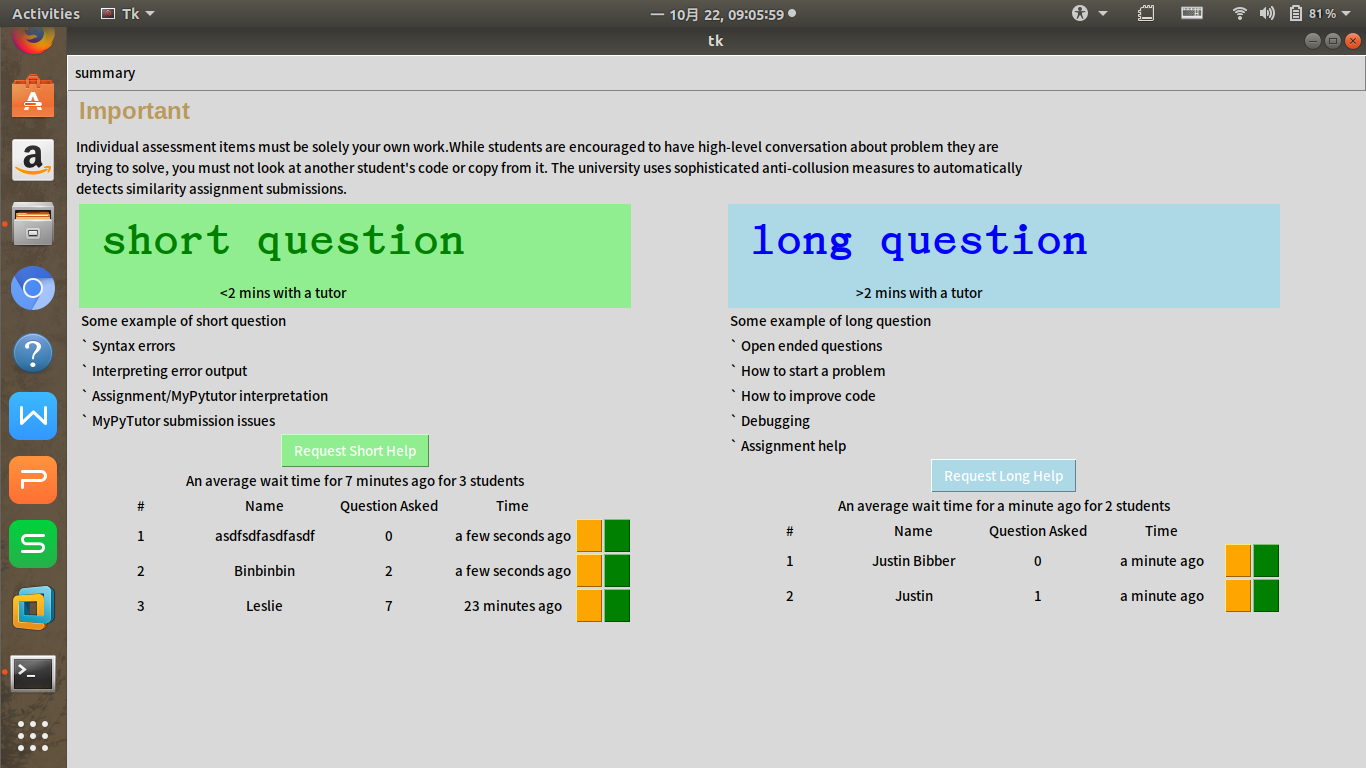 Activities Tk 一 10月 22, 09:05:59 81%
tk
summary
Important
Individual assessment items must be solely your own work.While students are encouraged to have high-level conversation about problem they are
trying to solve, you must not look at another student's code or copy from it. The university uses sophisticated anti-collusion measures to automatically
detects similarity assignment submissions.
short question
<2 mins with a tutor
Some example of short question
` Syntax errors
` Interpreting error output
` Assignment/MyPytutor interpretation
` MyPyTutor submission issues
Request Short Help
An average wait time for 7 minutes ago for 3 students
# Name Question Asked Time
1 asdfsdfasdfasdf 0 a few seconds ago
2 Binbinbin 2 a few seconds ago
3 Leslie 7 23 minutes ago
long question
>2 mins with a tutor
Some example of long question
` Open ended questions
` How to start a problem
` How to improve code
` Debugging
` Assignment help
Request Long Help
An average wait time for a minute ago for 2 students
# Name Question Asked Time
1 Justin Bibber 0 a minute ago
2 Justin 1 a minute ago